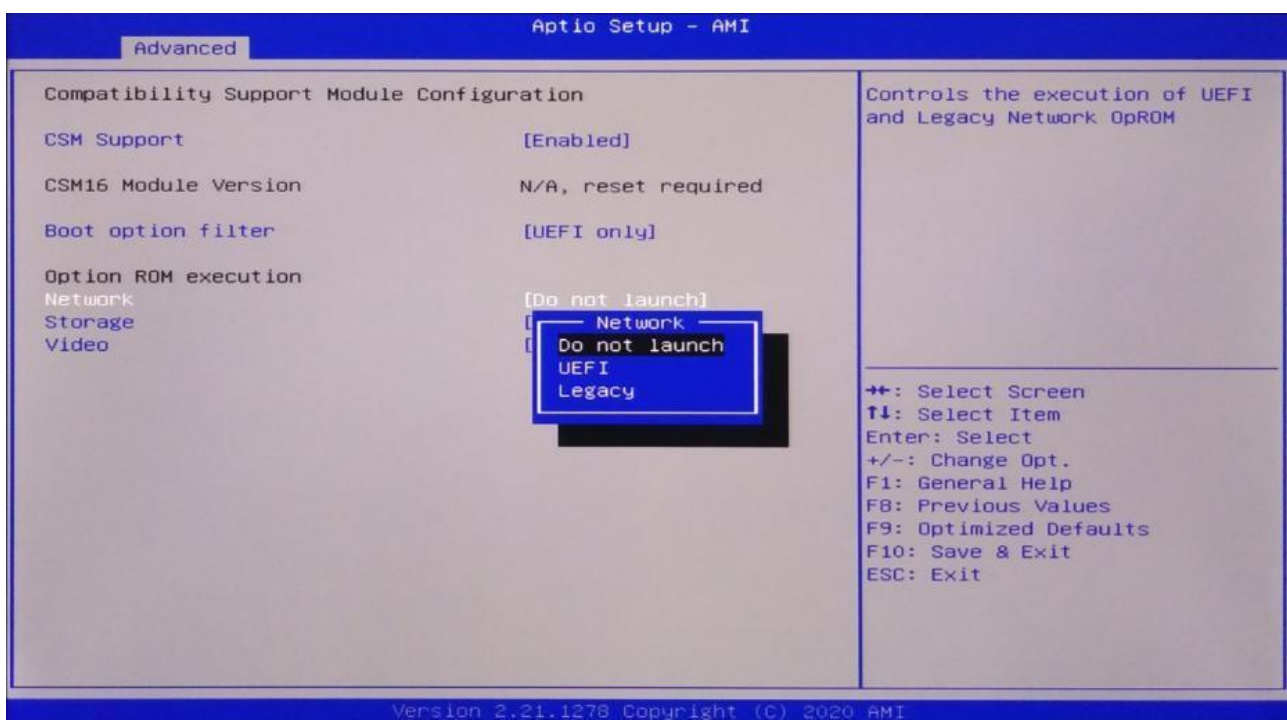 Aptio Setup – AMI
Advanced
Compatibility Support Module Configuration
CSM Support [Enabled]
CSM16 Module Version N/A, reset required
Boot option filter [UEFI only]
Option ROM execution
Network [Do not launch]
Storage [
Video [
Network
Do not launch
UEFI
Legacy
Controls the execution of UEFI
and Legacy Network OpROM
→←: Select Screen
↑↓: Select Item
Enter: Select
+/-: Change Opt.
F1: General Help
F8: Previous Values
F9: Optimized Defaults
F10: Save & Exit
ESC: Exit
Version 2.21.1278 Copyright (C) 2020 AMI